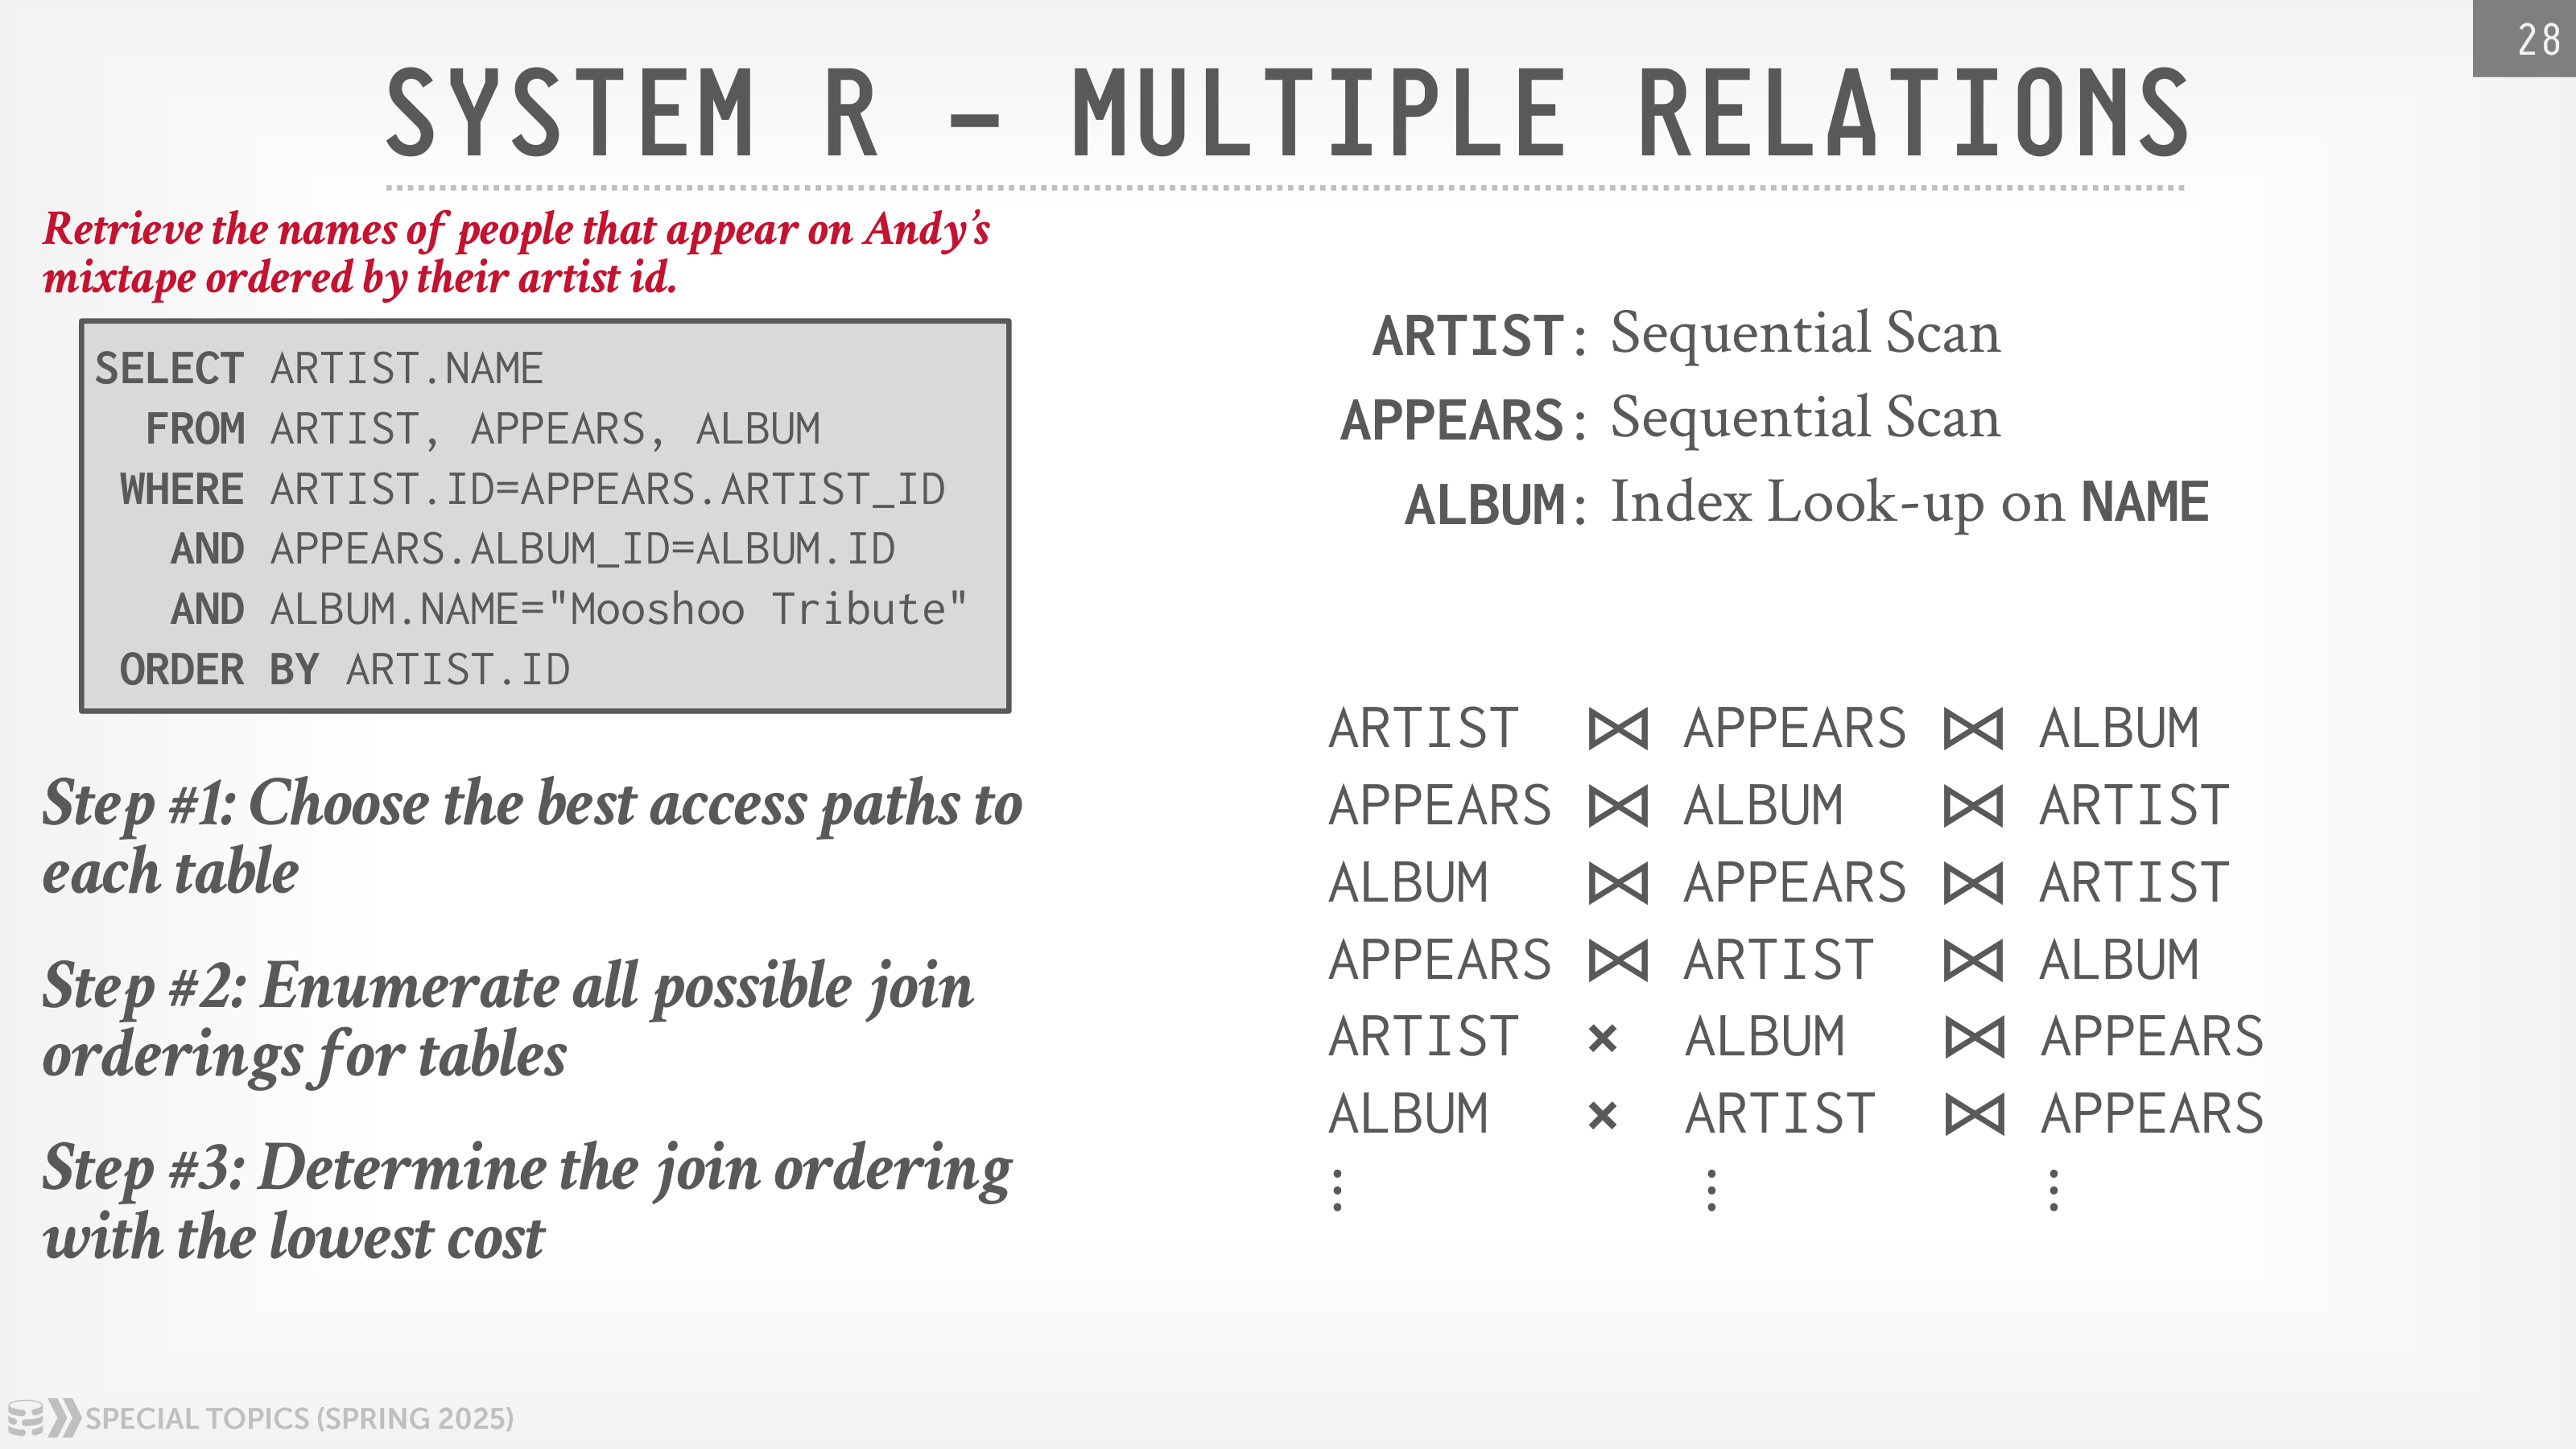 28
SYSTEM R – MULTIPLE RELATIONS
Retrieve the names of people that appear on Andy’s
mixtape ordered by their artist id.
SELECT ARTIST.NAME
FROM ARTIST, APPEARS, ALBUM
WHERE ARTIST.ID=APPEARS.ARTIST_ID
AND APPEARS.ALBUM_ID=ALBUM.ID
AND ALBUM.NAME="Mooshoo Tribute"
ORDER BY ARTIST.ID
Step #1: Choose the best access paths to
each table
Step #2: Enumerate all possible join
orderings for tables
Step #3: Determine the join ordering
with the lowest cost
ARTIST: Sequential Scan
APPEARS: Sequential Scan
ALBUM: Index Look-up on NAME
ARTIST ⨝ APPEARS ⨝ ALBUM
APPEARS ⨝ ALBUM ⨝ ARTIST
ALBUM ⨝ APPEARS ⨝ ARTIST
APPEARS ⨝ ARTIST ⨝ ALBUM
ARTIST × ALBUM ⨝ APPEARS
ALBUM × ARTIST ⨝ APPEARS
⋮ ⋮ ⋮
SPECIAL TOPICS (SPRING 2025)